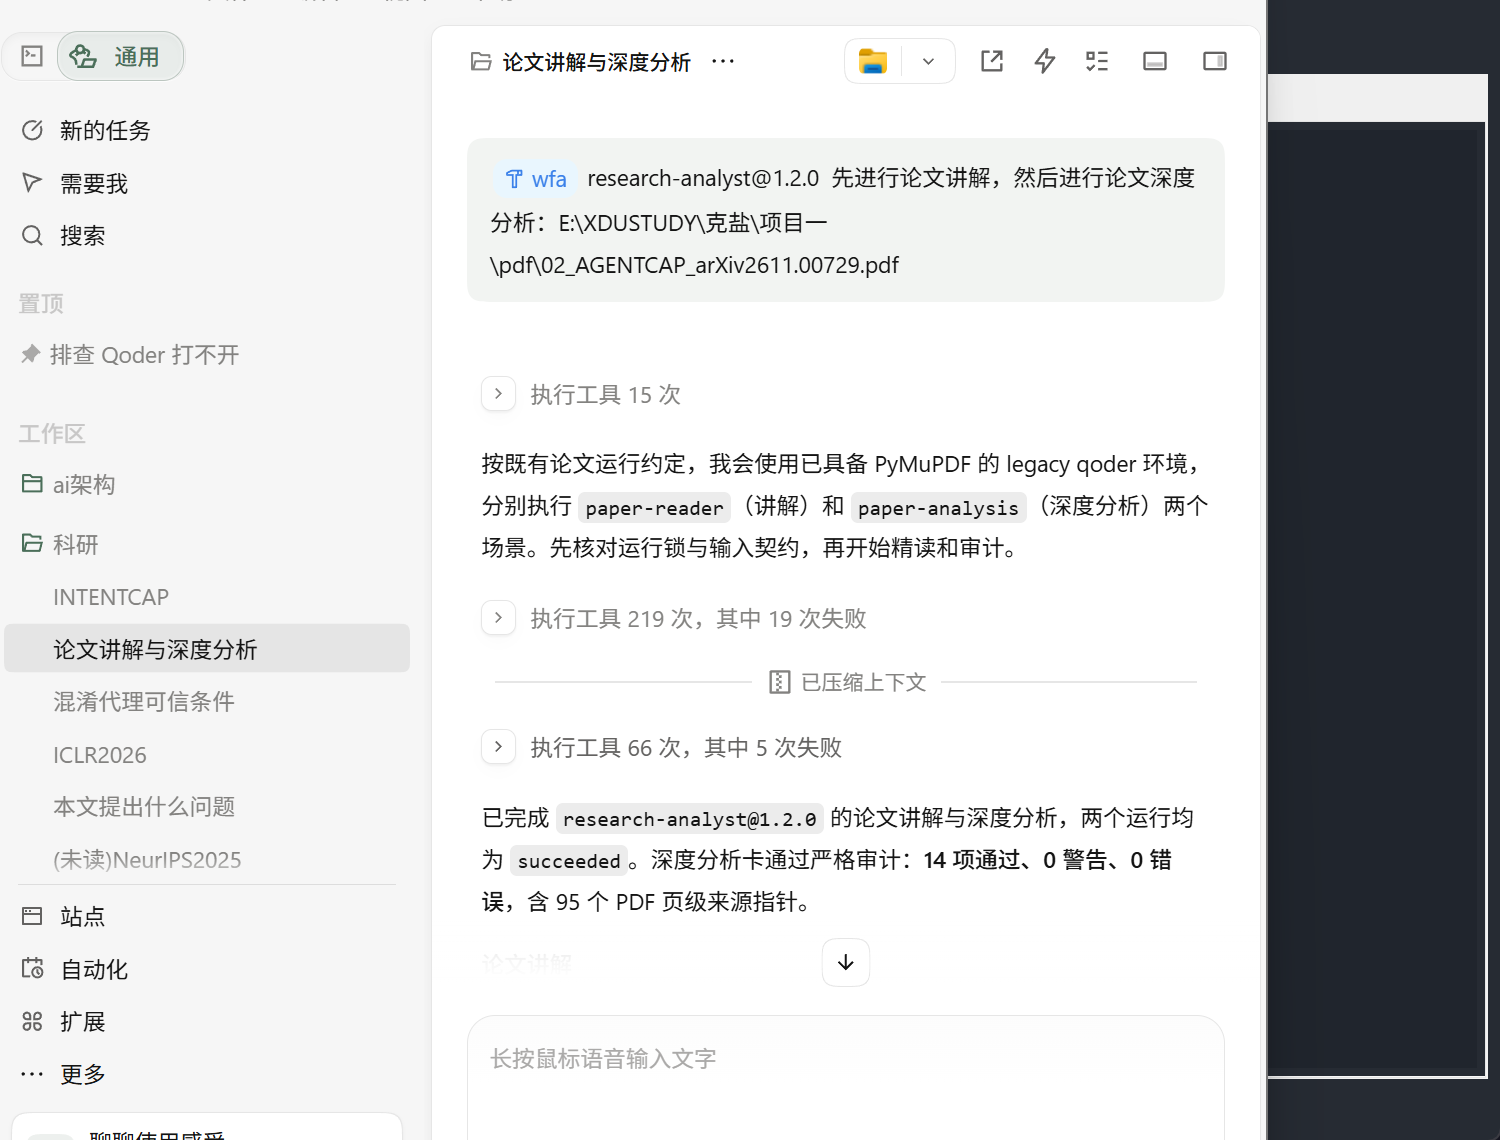 通用
新的任务
需要我
搜索
置顶
排查 Qoder 打不开
工作区
ai架构
科研
INTENTCAP
论文讲解与深度分析
混淆代理可信条件
ICLR2026
本文提出什么问题
(未读)NeurIPS2025
站点
自动化
扩展
更多
聊聊使用感受
论文讲解与深度分析
wfa research-analyst@1.2.0 先进行论文讲解，然后进行论文深度
分析：E:\XDUSTUDY\克盐\项目一
\pdf\02_AGENTCAP_arXiv2611.00729.pdf
执行工具 15 次
按既有论文运行约定，我会使用已具备 PyMuPDF 的 legacy qoder 环境，
分别执行 paper-reader（讲解）和 paper-analysis（深度分析）两个
场景。先核对运行锁与输入契约，再开始精读和审计。
执行工具 219 次，其中 19 次失败
已压缩上下文
执行工具 66 次，其中 5 次失败
已完成 research-analyst@1.2.0 的论文讲解与深度分析，两个运行均
为 succeeded。深度分析卡通过严格审计：14 项通过、0 警告、0 错
误，含 95 个 PDF 页级来源指针。
论文讲解
长按鼠标语音输入文字